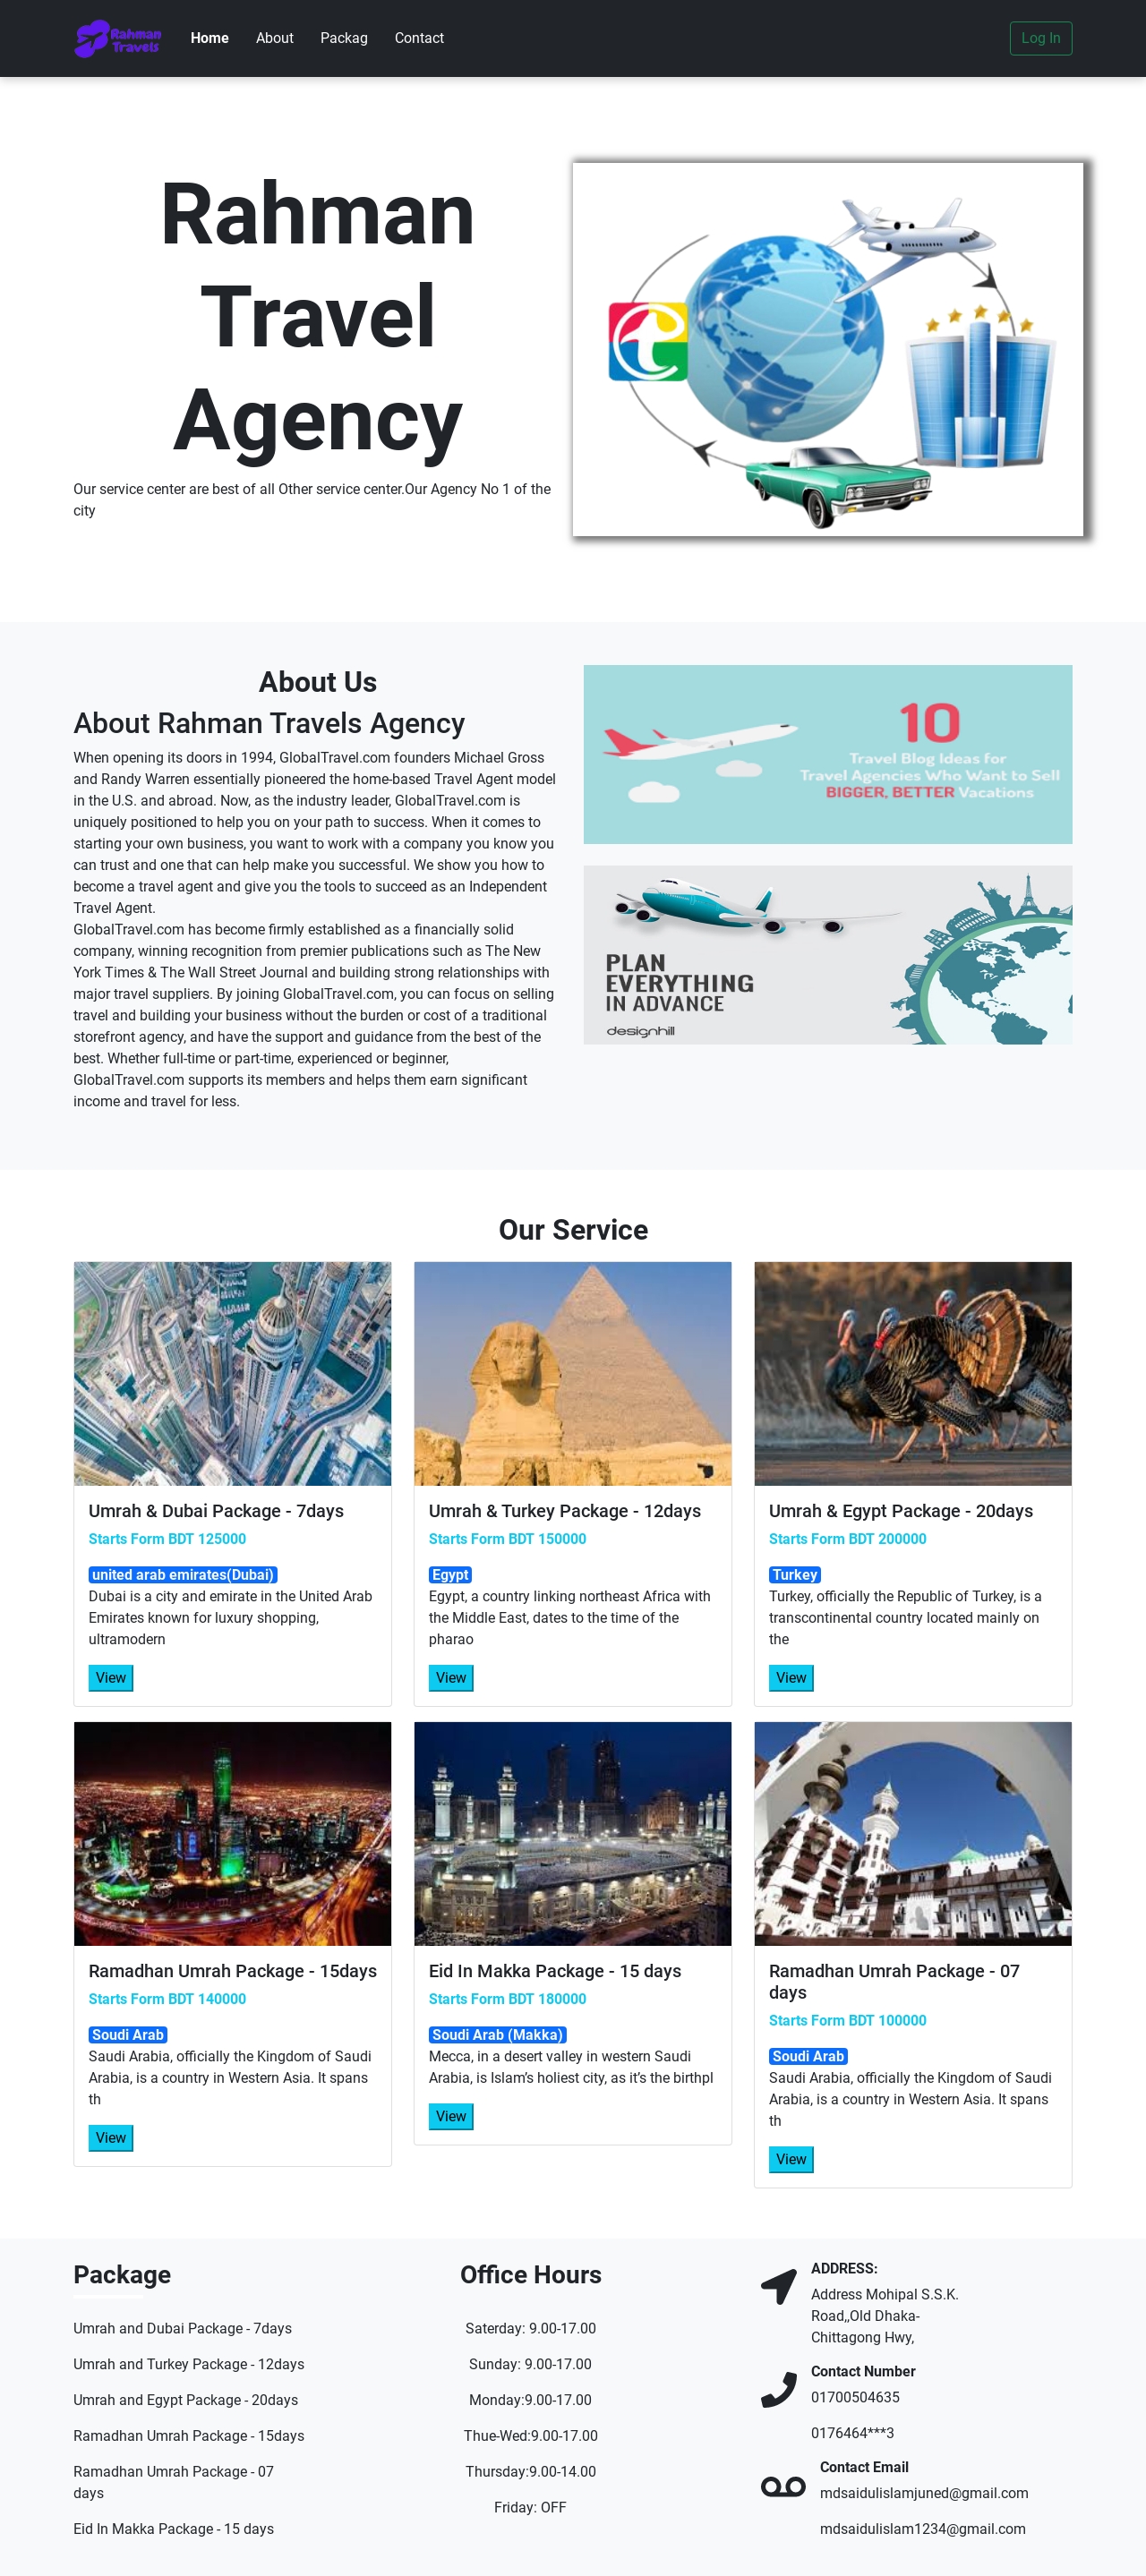 Rahman
Travels
Home
About
Packag
Contact
Log In
Rahman
Travel
Agency
Our service center are best of all Other service center.Our Agency No 1 of the
city
About Us
About Rahman Travels Agency
When opening its doors in 1994, GlobalTravel.com founders Michael Gross
and Randy Warren essentially pioneered the home-based Travel Agent model
in the U.S. and abroad. Now, as the industry leader, GlobalTravel.com is
uniquely positioned to help you on your path to success. When it comes to
starting your own business, you want to work with a company you know you
can trust and one that can help make you successful. We show you how to
become a travel agent and give you the tools to succeed as an Independent
Travel Agent.
GlobalTravel.com has become firmly established as a financially solid
company, winning recognition from premier publications such as The New
York Times & The Wall Street Journal and building strong relationships with
major travel suppliers. By joining GlobalTravel.com, you can focus on selling
travel and building your business without the burden or cost of a traditional
storefront agency, and have the support and guidance from the best of the
best. Whether full-time or part-time, experienced or beginner,
GlobalTravel.com supports its members and helps them earn significant
income and travel for less.
10
Travel Blog Ideas for
Travel Agencies Who Want to Sell
BIGGER, BETTER Vacations
PLAN
EVERYTHING
IN ADVANCE
designhill
Our Service
Umrah & Dubai Package - 7days
Starts Form BDT 125000
united arab emirates(Dubai)
Dubai is a city and emirate in the United Arab
Emirates known for luxury shopping,
ultramodern
View
Umrah & Turkey Package - 12days
Starts Form BDT 150000
Egypt
Egypt, a country linking northeast Africa with
the Middle East, dates to the time of the
pharao
View
Umrah & Egypt Package - 20days
Starts Form BDT 200000
Turkey
Turkey, officially the Republic of Turkey, is a
transcontinental country located mainly on
the
View
Ramadhan Umrah Package - 15days
Starts Form BDT 140000
Soudi Arab
Saudi Arabia, officially the Kingdom of Saudi
Arabia, is a country in Western Asia. It spans
th
View
Eid In Makka Package - 15 days
Starts Form BDT 180000
Soudi Arab (Makka)
Mecca, in a desert valley in western Saudi
Arabia, is Islam’s holiest city, as it’s the birthpl
View
Ramadhan Umrah Package - 07
days
Starts Form BDT 100000
Soudi Arab
Saudi Arabia, officially the Kingdom of Saudi
Arabia, is a country in Western Asia. It spans
th
View
Package
Umrah and Dubai Package - 7days
Umrah and Turkey Package - 12days
Umrah and Egypt Package - 20days
Ramadhan Umrah Package - 15days
Ramadhan Umrah Package - 07
days
Eid In Makka Package - 15 days
Office Hours
Saterday: 9.00-17.00
Sunday: 9.00-17.00
Monday:9.00-17.00
Thue-Wed:9.00-17.00
Thursday:9.00-14.00
Friday: OFF
ADDRESS:
Address Mohipal S.S.K.
Road,,Old Dhaka-
Chittagong Hwy,
Contact Number
01700504635
0176464***3
Contact Email
mdsaidulislamjuned@gmail.com
mdsaidulislam1234@gmail.com